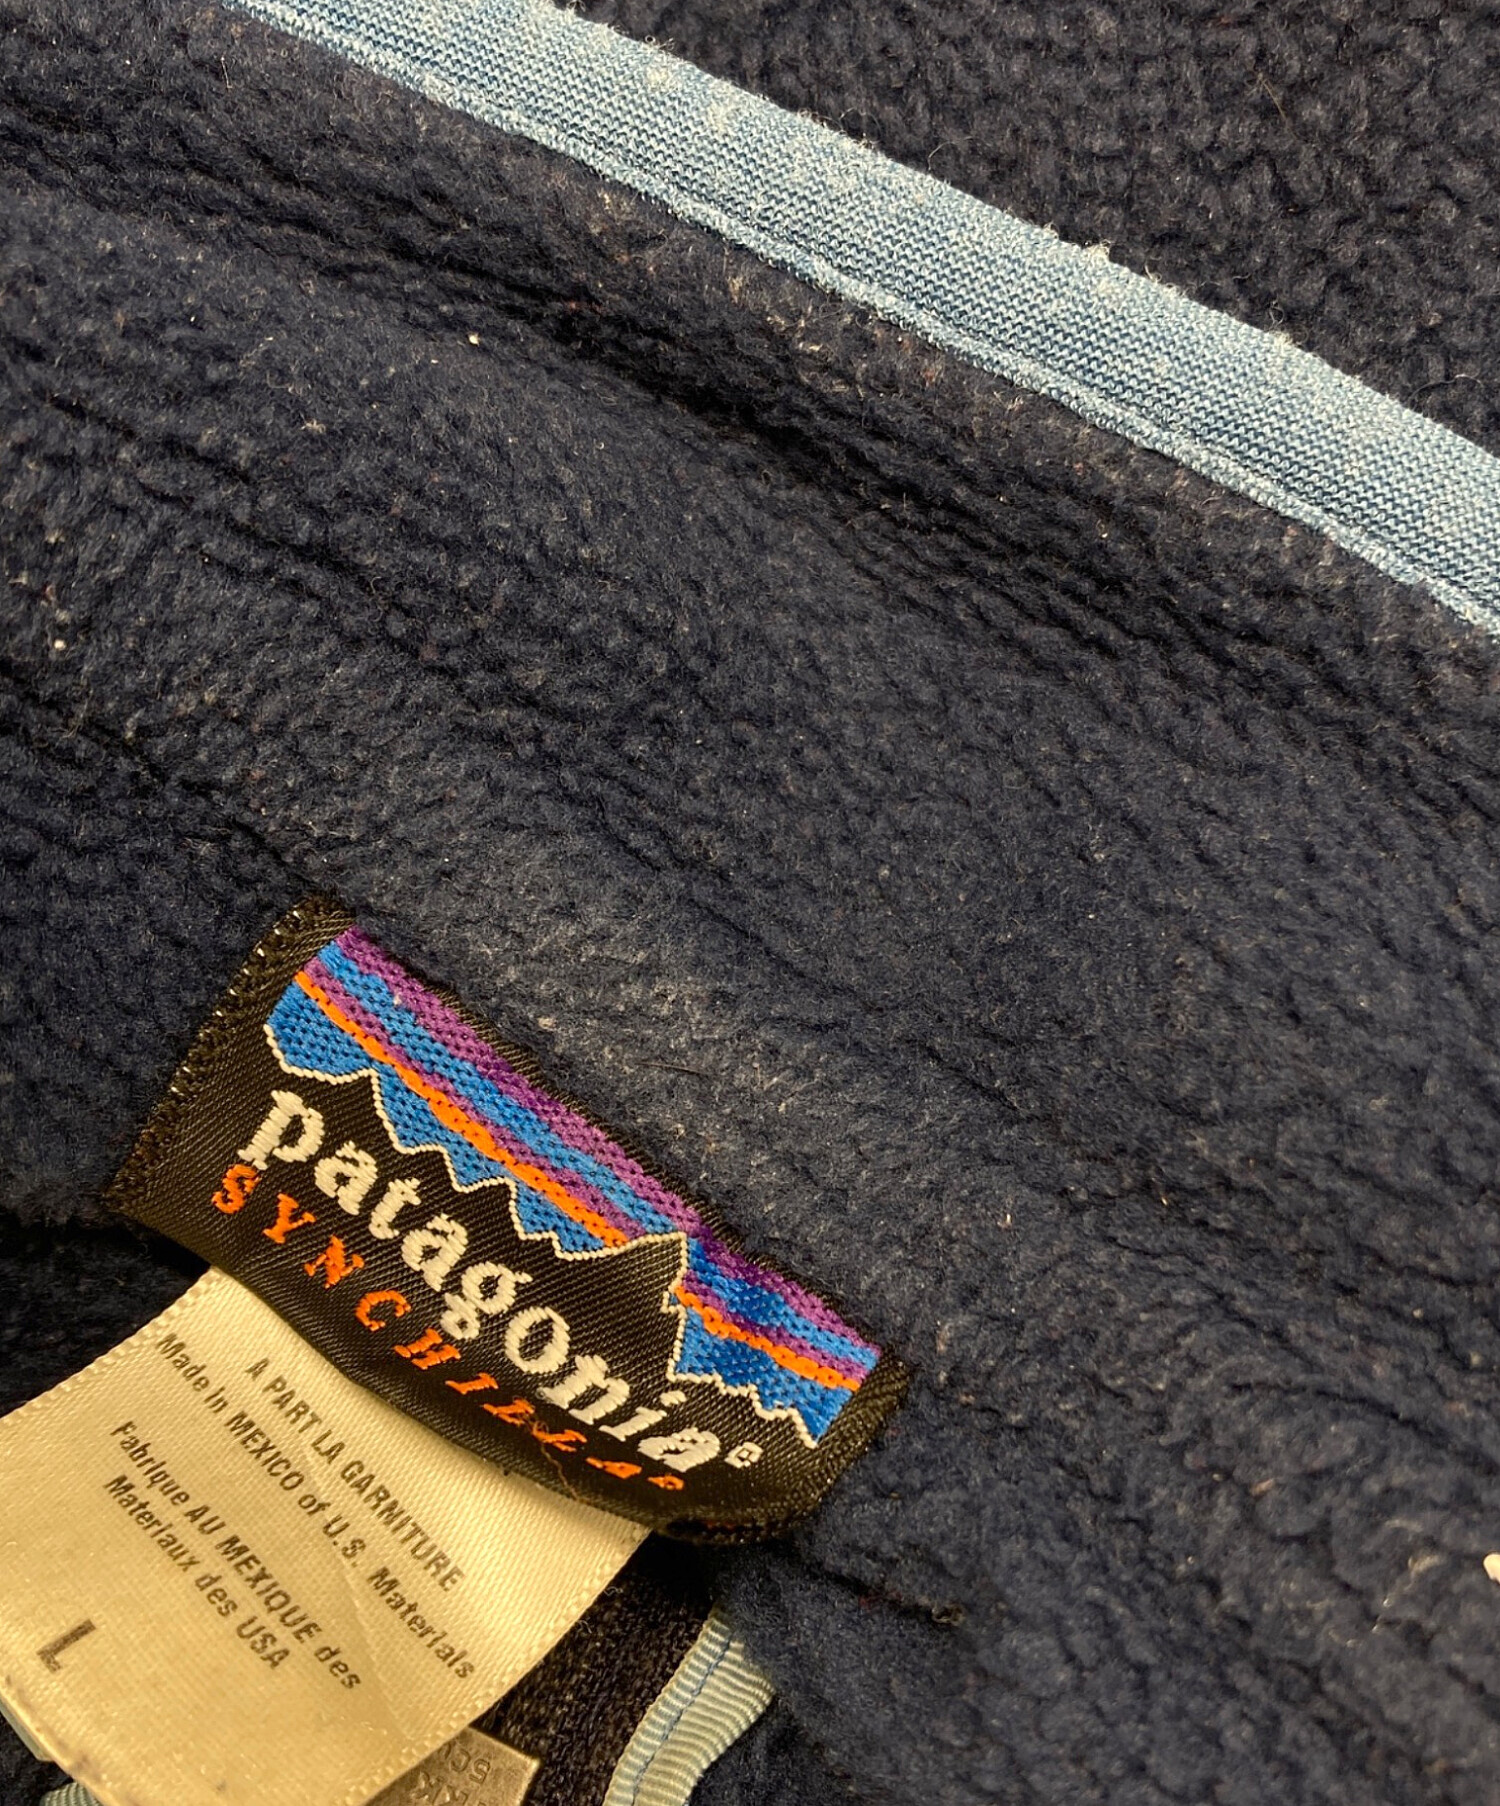 patagonia®
SYNCHILLA®
A PART LA GARNITURE
Made in MEXICO of U.S. Materials
Fabrique AU MEXIQUE des
Materiaux des USA
L